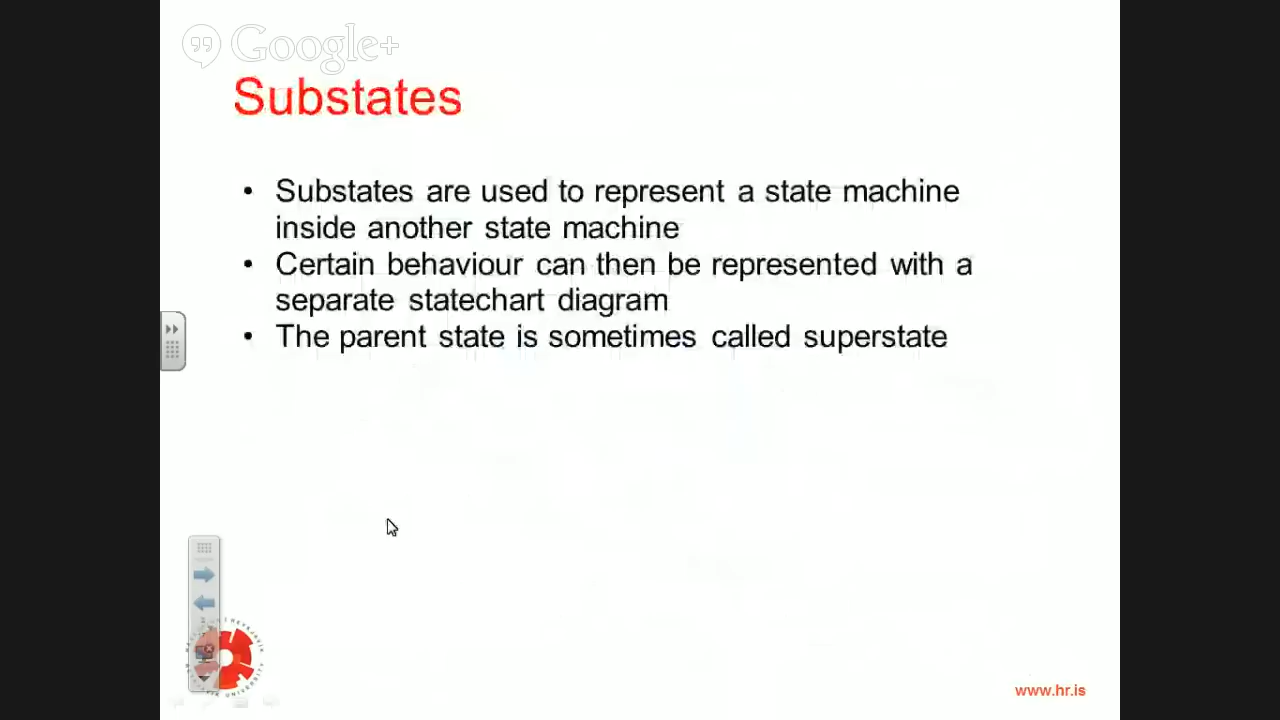 Google+
Substates
• Substates are used to represent a state machine
inside another state machine
• Certain behaviour can then be represented with a
separate statechart diagram
• The parent state is sometimes called superstate
www.hr.is